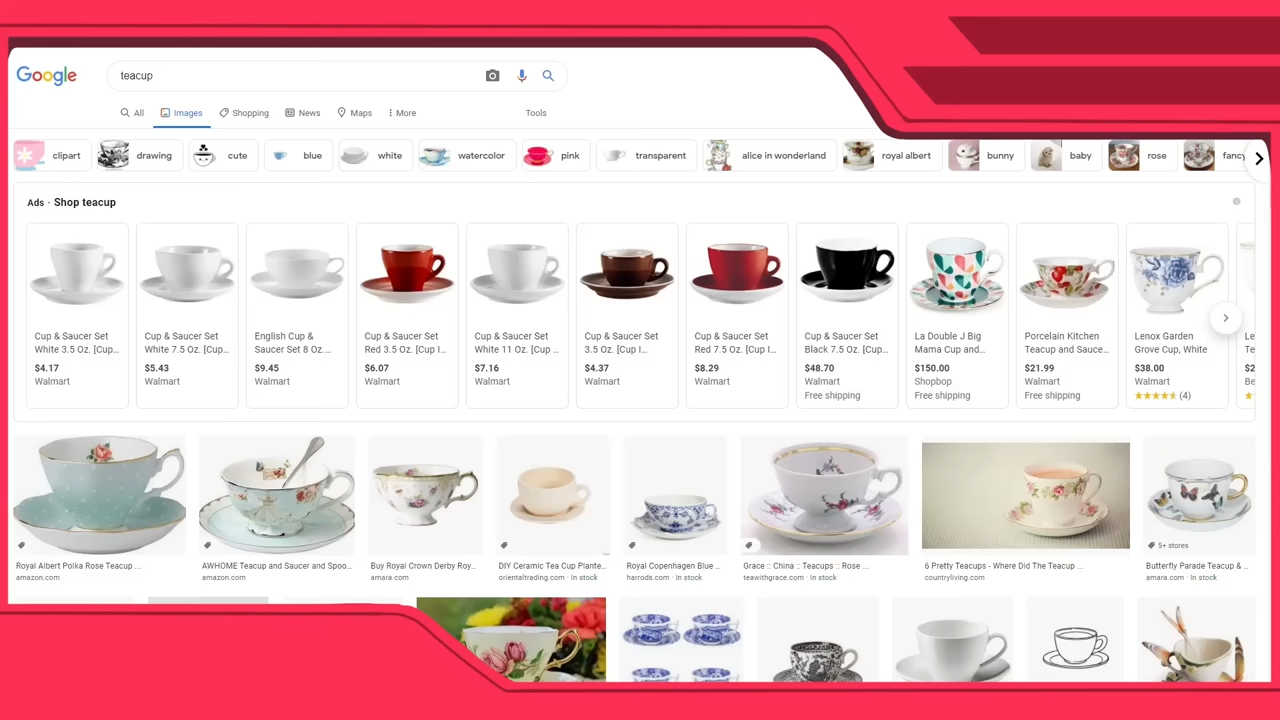 Google
teacup
All
Images
Shopping
News
Maps
More
Tools
clipart
drawing
cute
blue
white
watercolor
pink
transparent
alice in wonderland
royal albert
bunny
baby
rose
fancy
Ads · Shop teacup
Cup & Saucer Set
White 3.5 Oz. [Cup...
$4.17
Walmart
Cup & Saucer Set
White 7.5 Oz. [Cup...
$5.43
Walmart
English Cup &
Saucer Set 8 Oz....
$9.45
Walmart
Cup & Saucer Set
Red 3.5 Oz. [Cup I...
$6.07
Walmart
Cup & Saucer Set
White 11 Oz. [Cup ...
$7.16
Walmart
Cup & Saucer Set
3.5 Oz. [Cup I...
$4.37
Walmart
Cup & Saucer Set
Red 7.5 Oz. [Cup I...
$8.29
Walmart
Cup & Saucer Set
Black 7.5 Oz. [Cup...
$48.70
Walmart
Free shipping
La Double J Big
Mama Cup and...
$150.00
Shopbop
Free shipping
Porcelain Kitchen
Teacup and Sauce...
$21.99
Walmart
Free shipping
Lenox Garden
Grove Cup, White
$38.00
Walmart
(4)
Royal Albert Polka Rose Teacup ...
amazon.com
AWHOME Teacup and Saucer and Spoo...
amazon.com
Buy Royal Crown Derby Roy...
amara.com
DIY Ceramic Tea Cup Plante...
orientaltrading.com · In stock
Royal Copenhagen Blue ...
harrods.com · In stock
Grace :: China :: Teacups :: Rose ...
teawithgrace.com · In stock
6 Pretty Teacups - Where Did The Teacup ...
countryliving.com
5+ stores
Butterfly Parade Teacup & ...
amara.com · In stock